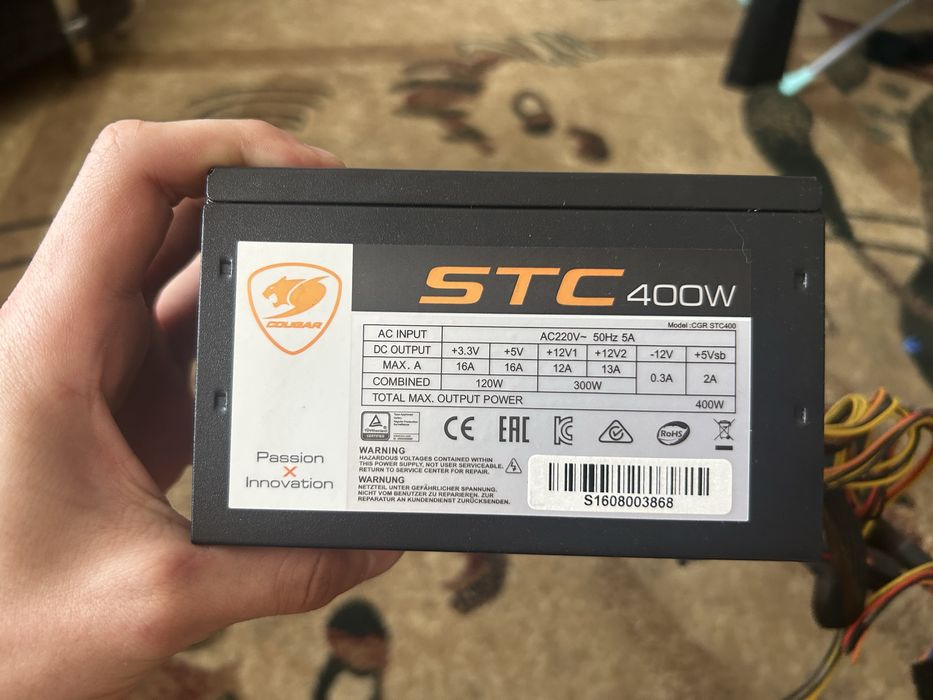 COUGAR
STC 400W
Model :CGR STC400
AC INPUT AC220V~ 50Hz 5A
DC OUTPUT +3.3V +5V +12V1 +12V2 -12V +5Vsb
MAX. A 16A 16A 12A 13A 0.3A 2A
COMBINED 120W 300W
TOTAL MAX. OUTPUT POWER 400W
CE EAC RoHS
Passion
X
Innovation
WARNING
HAZARDOUS VOLTAGES CONTAINED WITHIN
THIS POWER SUPPLY, NOT USER SERVICEABLE.
RETURN TO SERVICE CENTER FOR REPAIR.
WARNUNG
NETZTEIL UNTER GEFÄHRLICHER SPANNUNG.
NICHT VOM BENUTZER ZU REPARIEREN. ZUR
REPARATUR AN KUNDENDIENST ZURÜCKSENDEN.
S1608003868